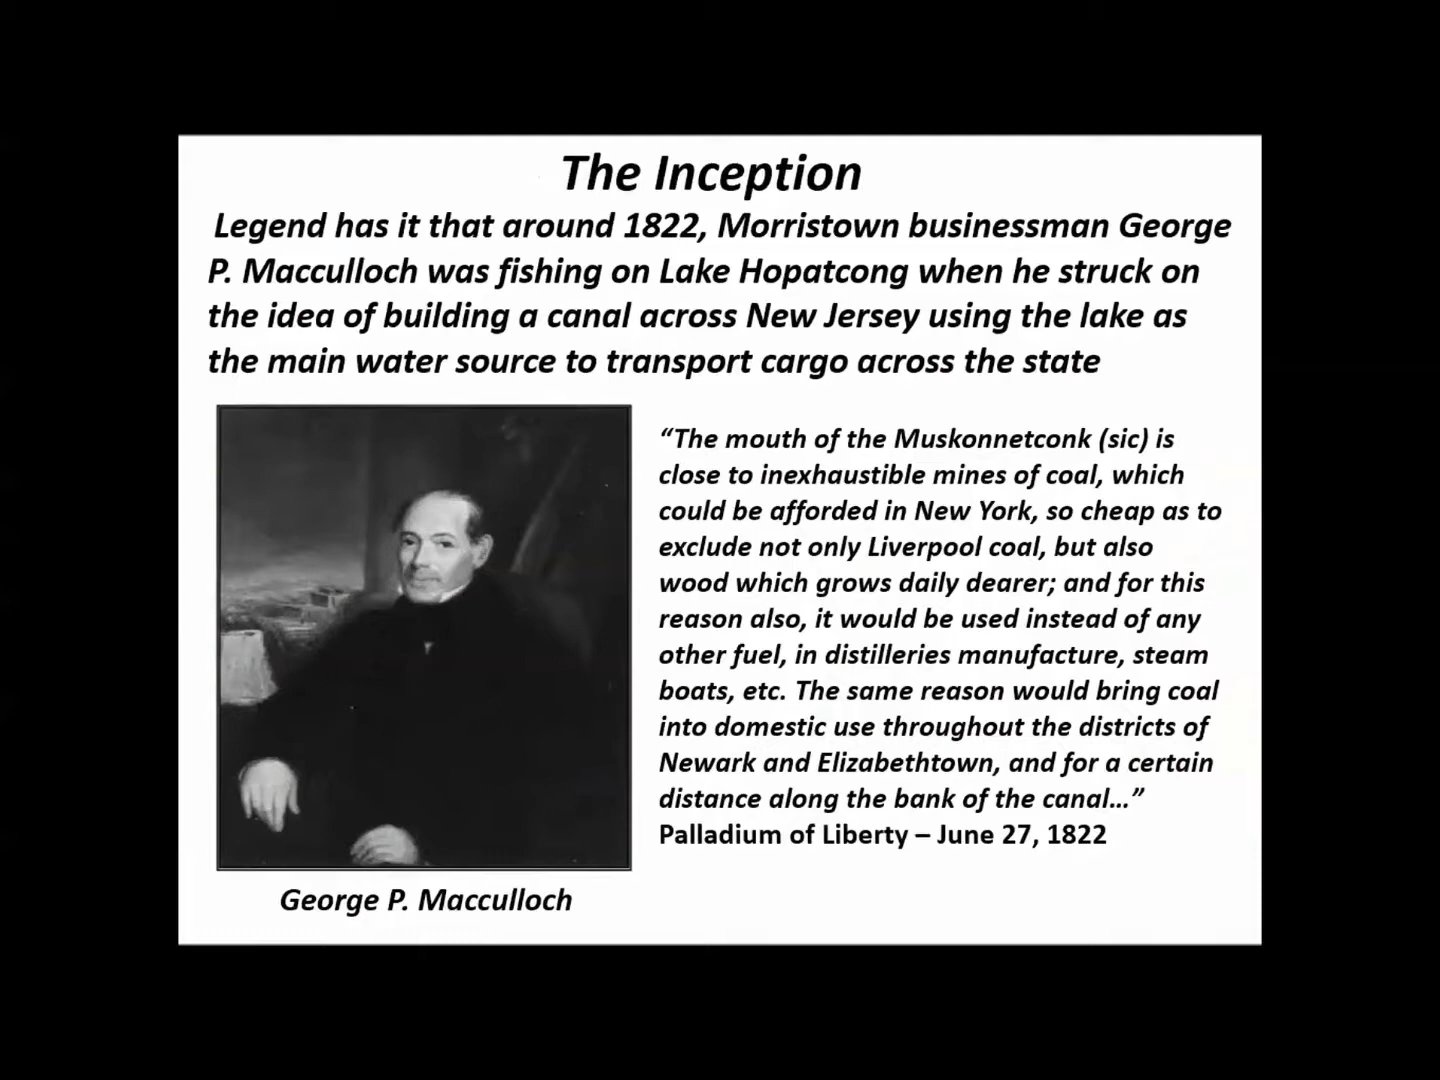 The Inception
Legend has it that around 1822, Morristown businessman George
P. Macculloch was fishing on Lake Hopatcong when he struck on
the idea of building a canal across New Jersey using the lake as
the main water source to transport cargo across the state
“The mouth of the Muskonnetconk (sic) is
close to inexhaustible mines of coal, which
could be afforded in New York, so cheap as to
exclude not only Liverpool coal, but also
wood which grows daily dearer; and for this
reason also, it would be used instead of any
other fuel, in distilleries manufacture, steam
boats, etc. The same reason would bring coal
into domestic use throughout the districts of
Newark and Elizabethtown, and for a certain
distance along the bank of the canal…”
Palladium of Liberty – June 27, 1822
George P. Macculloch